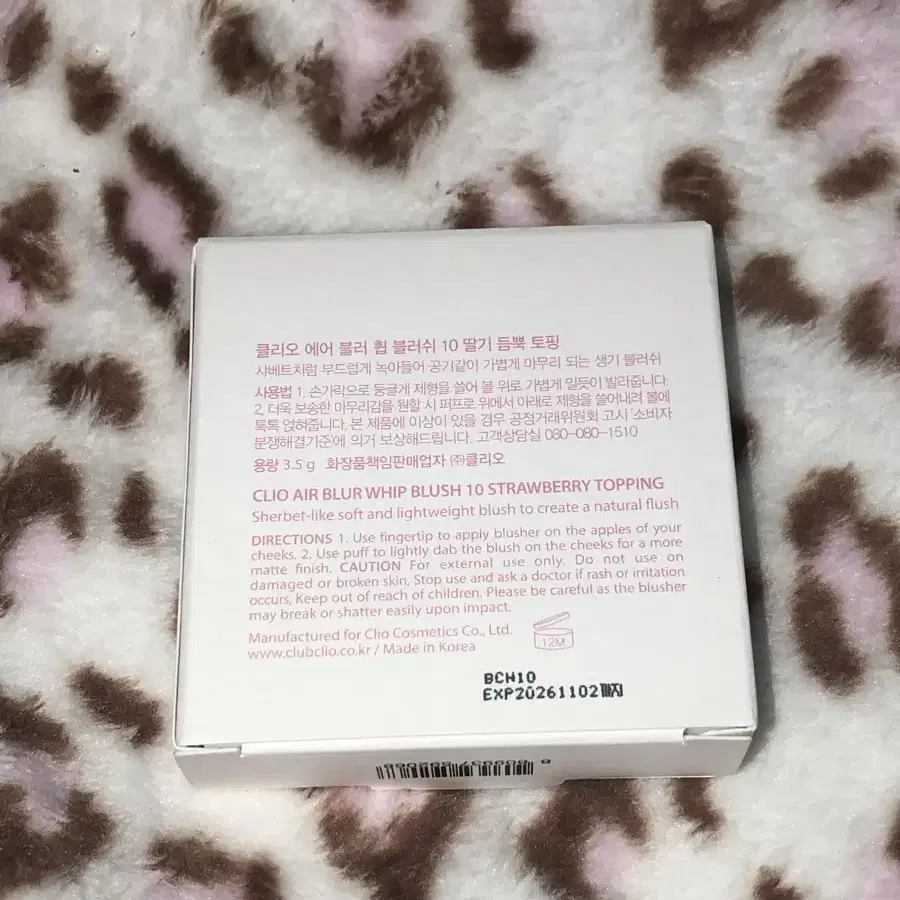 클리오 에어 블러 휩 블러쉬 10 딸기 듬뿍 토핑
샤베트처럼 부드럽게 녹아들어 공기같이 가볍게 마무리 되는 생기 블러쉬
사용법 1. 손가락으로 둥글게 제형을 쓸어 볼 위로 가볍게 밀듯이 발라줍니다.
2. 더욱 보송한 마무리감을 원할 시 퍼프로 위에서 아래로 제형을 쓸어내려 볼에
톡톡 얹혀줍니다. 본 제품에 이상이 있을 경우 공정거래위원회 고시 '소비자
분쟁해결기준'에 의거 보상해드립니다. 고객상담실 080-080-1510
용량 3.5 g 화장품책임판매업자 ㈜클리오
CLIO AIR BLUR WHIP BLUSH 10 STRAWBERRY TOPPING
Sherbet-like soft and lightweight blush to create a natural flush
DIRECTIONS 1. Use fingertip to apply blusher on the apples of your
cheeks. 2. Use puff to lightly dab the blush on the cheeks for a more
matte finish. CAUTION For external use only. Do not use on
damaged or broken skin. Stop use and ask a doctor if rash or irritation
occurs. Keep out of reach of children. Please be careful as the blusher
may break or shatter easily upon impact.
Manufactured for Clio Cosmetics Co., Ltd.
www.clubclio.co.kr / Made in Korea
12M
BCH10
EXP20261102까지